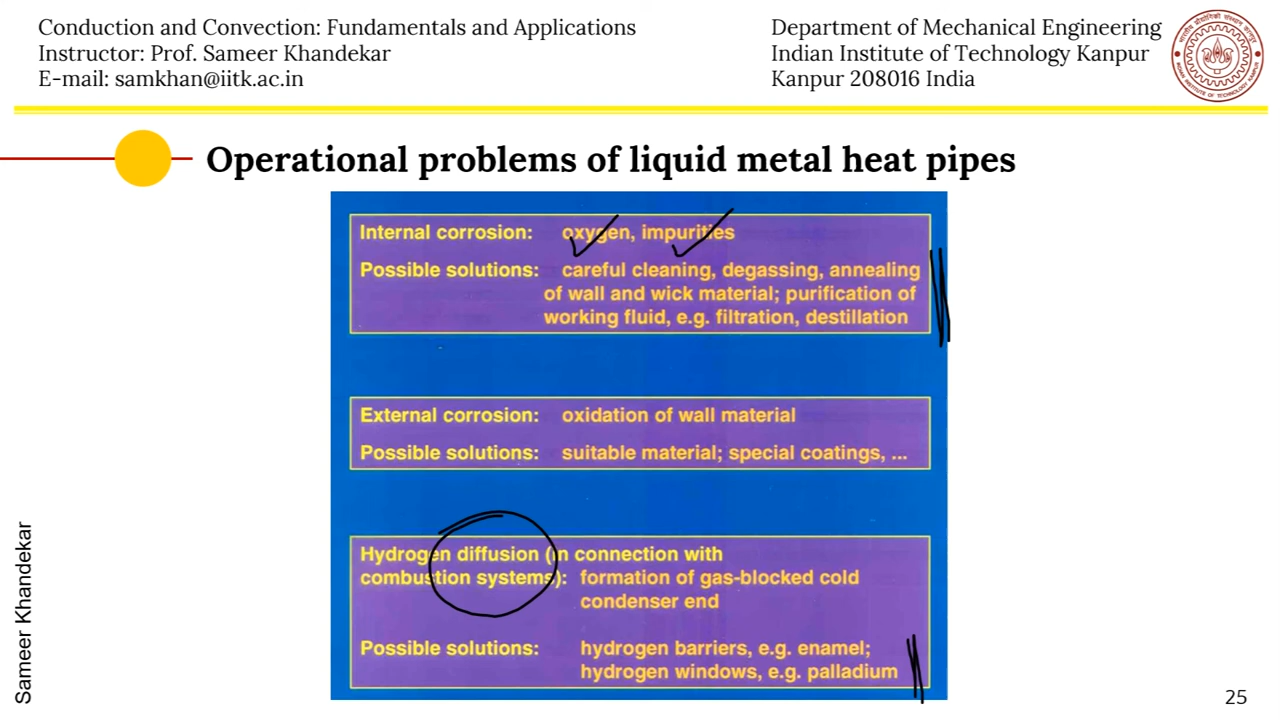 Conduction and Convection: Fundamentals and Applications
Instructor: Prof. Sameer Khandekar
E-mail: samkhan@iitk.ac.in
Department of Mechanical Engineering
Indian Institute of Technology Kanpur
Kanpur 208016 India
Operational problems of liquid metal heat pipes
Internal corrosion: oxygen, impurities
Possible solutions: careful cleaning, degassing, annealing
of wall and wick material; purification of
working fluid, e.g. filtration, destillation
External corrosion: oxidation of wall material
Possible solutions: suitable material; special coatings, ...
Hydrogen diffusion (in connection with
combustion systems): formation of gas-blocked cold
condenser end
Possible solutions: hydrogen barriers, e.g. enamel;
hydrogen windows, e.g. palladium
Sameer Khandekar
25